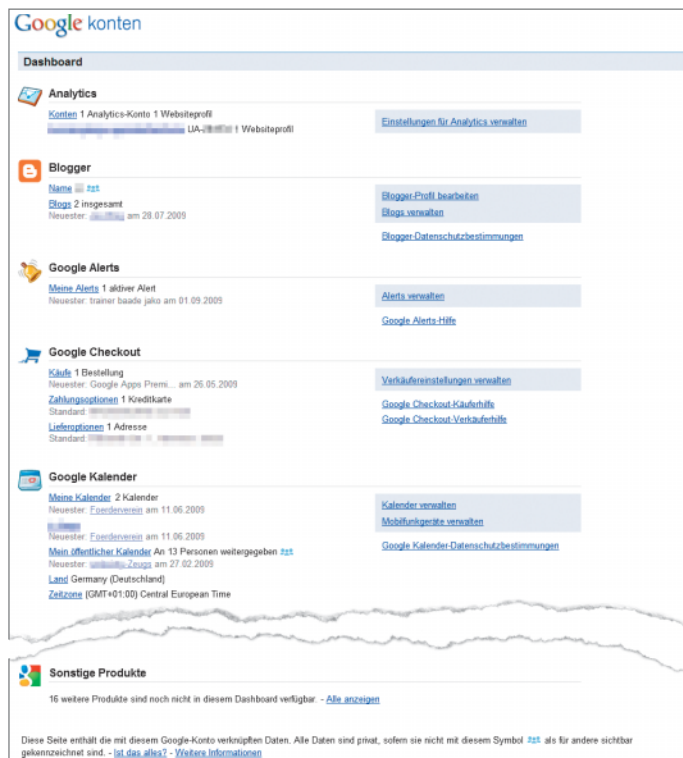 Google konten
Dashboard
Analytics
Konten 1 Analytics-Konto 1 Websiteprofil
UA- 1 Websiteprofil
Einstellungen für Analytics verwalten
Blogger
Name
Blogs 2 insgesamt
Neuester: am 28.07.2009
Blogger-Profil bearbeiten
Blogs verwalten
Blogger-Datenschutzbestimmungen
Google Alerts
Meine Alerts 1 aktiver Alert
Neuester: trainer baade jako am 01.09.2009
Alerts verwalten
Google Alerts-Hilfe
Google Checkout
Käufe 1 Bestellung
Neuester: Google Apps Premi... am 26.05.2009
Zahlungsoptionen 1 Kreditkarte
Standard:
Lieferoptionen 1 Adresse
Standard:
Verkäufereinstellungen verwalten
Google Checkout-Käuferhilfe
Google Checkout-Verkäuferhilfe
Google Kalender
Meine Kalender 2 Kalender
Neuester: Foerderverein am 11.06.2009
Neuester: Foerderverein am 11.06.2009
Mein öffentlicher Kalender An 13 Personen weitergegeben
Neuester: -Zeugs am 27.02.2009
Land Germany (Deutschland)
Zeitzone (GMT+01:00) Central European Time
Kalender verwalten
Mobilfunkgeräte verwalten
Google Kalender-Datenschutzbestimmungen
Sonstige Produkte
16 weitere Produkte sind noch nicht in diesem Dashboard verfügbar. - Alle anzeigen
Diese Seite enthält die mit diesem Google-Konto verknüpften Daten. Alle Daten sind privat, sofern sie nicht mit diesem Symbol als für andere sichtbar
gekennzeichnet sind. - Ist das alles? - Weitere Informationen